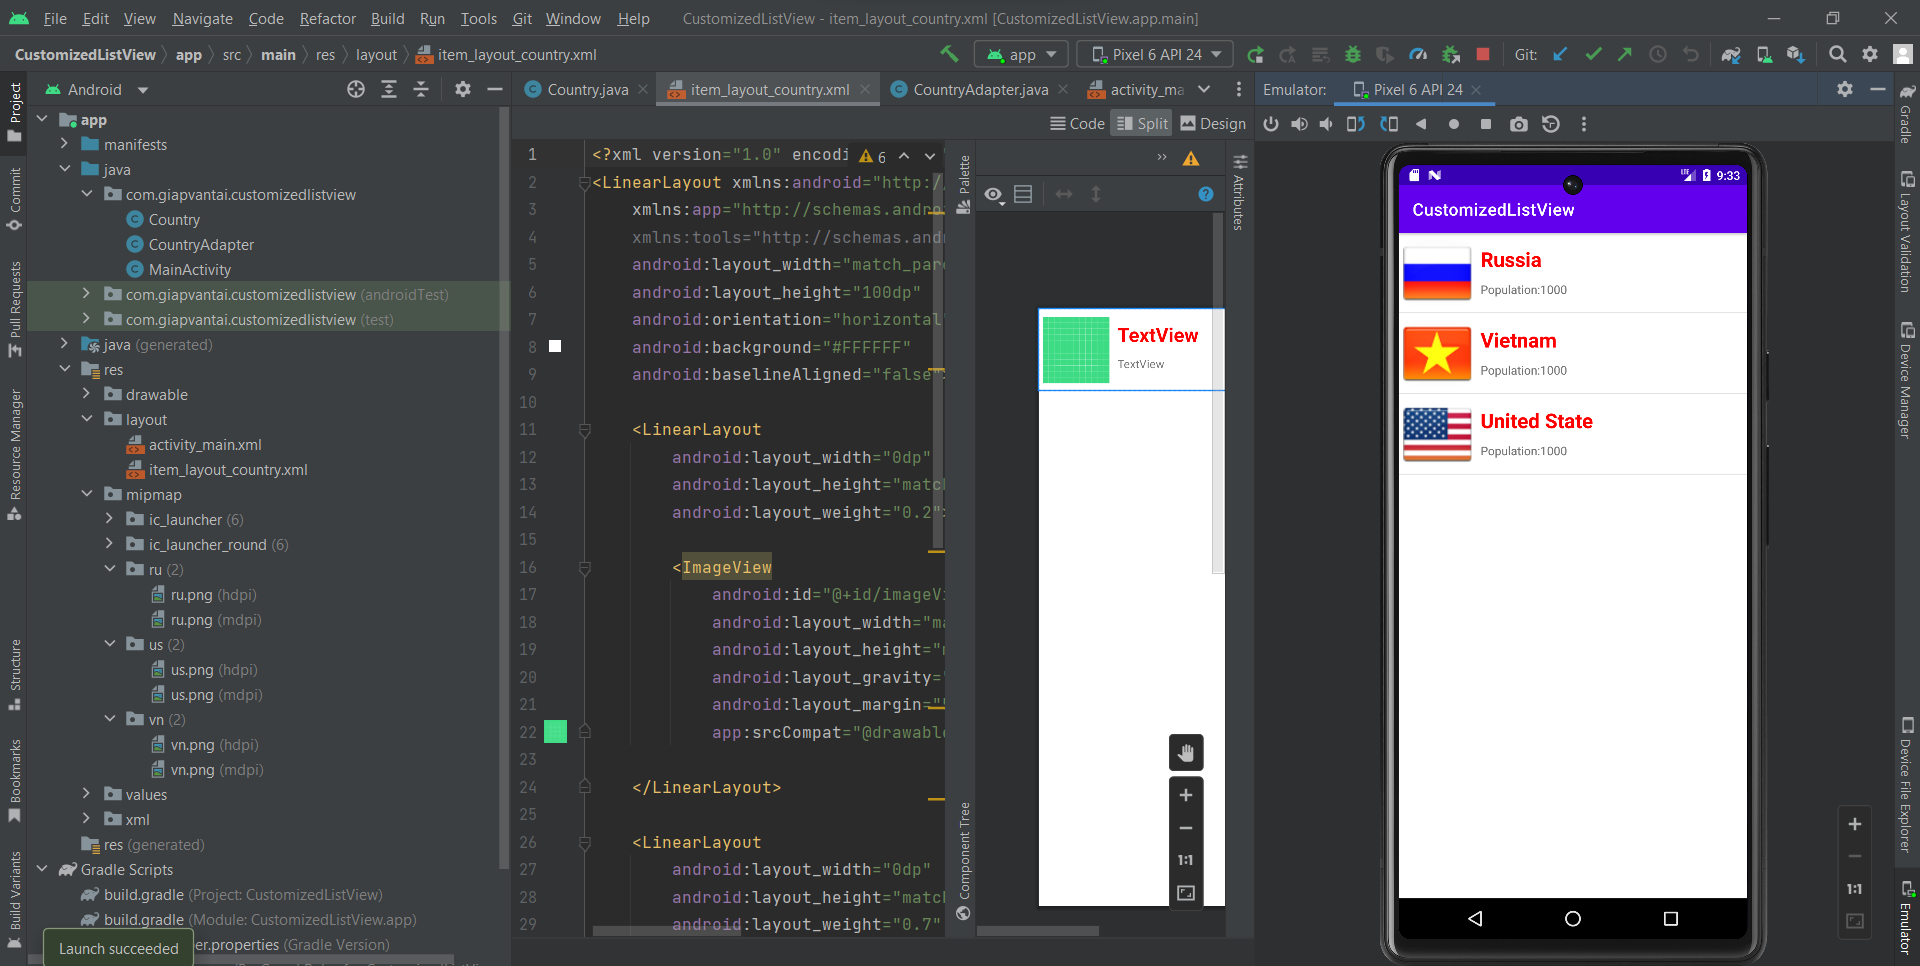 File Edit View Navigate Code Refactor Build Run Tools Git Window Help CustomizedListView - item_layout_country.xml [CustomizedListView.app.main]
CustomizedListView app src main res layout item_layout_country.xml app Pixel 6 API 24 Git:
Project
Commit
Pull Requests
Resource Manager
Structure
Bookmarks
Build Variants
Android
app
manifests
java
com.giapvantai.customizedlistview
Country
CountryAdapter
MainActivity
com.giapvantai.customizedlistview (androidTest)
com.giapvantai.customizedlistview (test)
java (generated)
res
drawable
layout
activity_main.xml
item_layout_country.xml
mipmap
ic_launcher (6)
ic_launcher_round (6)
ru (2)
ru.png (hdpi)
ru.png (mdpi)
us (2)
us.png (hdpi)
us.png (mdpi)
vn (2)
vn.png (hdpi)
vn.png (mdpi)
values
xml
res (generated)
Gradle Scripts
build.gradle (Project: CustomizedListView)
build.gradle (Module: CustomizedListView.app)
er.properties (Gradle Version)
Launch succeeded
Country.java item_layout_country.xml CountryAdapter.java activity_ma
Code Split Design
6
1 <?xml version="1.0" encodi
2 <LinearLayout xmlns:android="http:/
3 xmlns:app="http://schemas.andro
4 xmlns:tools="http://schemas.and
5 android:layout_width="match_par
6 android:layout_height="100dp"
7 android:orientation="horizontal
8 android:background="#FFFFFF"
9 android:baselineAligned="false"
10
11 <LinearLayout
12 android:layout_width="0dp"
13 android:layout_height="match
14 android:layout_weight="0.2"
15
16 <ImageView
17 android:id="@+id/imageVi
18 android:layout_width="ma
19 android:layout_height="m
20 android:layout_gravity="
21 android:layout_margin="
22 app:srcCompat="@drawable
23
24 </LinearLayout>
25
26 <LinearLayout
27 android:layout_width="0dp"
28 android:layout_height="match
29 android:layout_weight="0.7"
Palette
Component Tree
TextView
TextView
1:1
Attributes
Emulator: Pixel 6 API 24
LTE 9:33
CustomizedListView
Russia
Population:1000
Vietnam
Population:1000
United State
Population:1000
1:1
Gradle
Layout Validation
Device Manager
Device File Explorer
Emulator